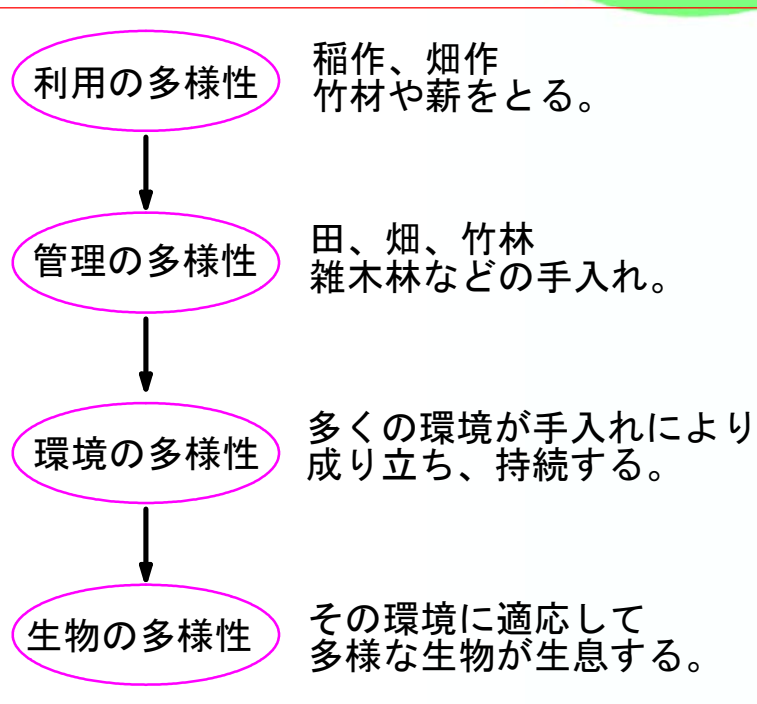 利用の多様性
稲作、畑作
竹材や薪をとる。
管理の多様性
田、畑、竹林
雑木林などの手入れ。
環境の多様性
多くの環境が手入れにより
成り立ち、持続する。
生物の多様性
その環境に適応して
多様な生物が生息する。